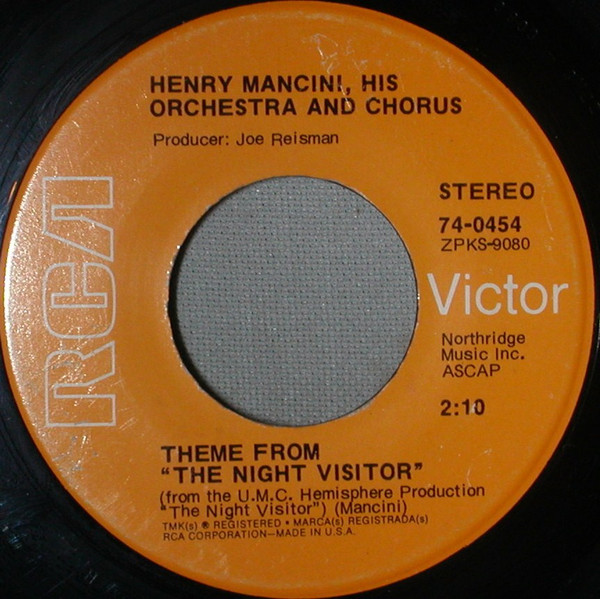 HENRY MANCINI, HIS
ORCHESTRA AND CHORUS
Producer: Joe Reisman
RCA
STEREO
74-0454
ZPKS-9080
Victor
Northridge
Music Inc.
ASCAP
2:10
THEME FROM
"THE NIGHT VISITOR"
(from the U.M.C. Hemisphere Production
"The Night Visitor") (Mancini)
TMK(s) ® REGISTERED • MARCA(s) REGISTRADA(s)
RCA CORPORATION—MADE IN U.S.A.